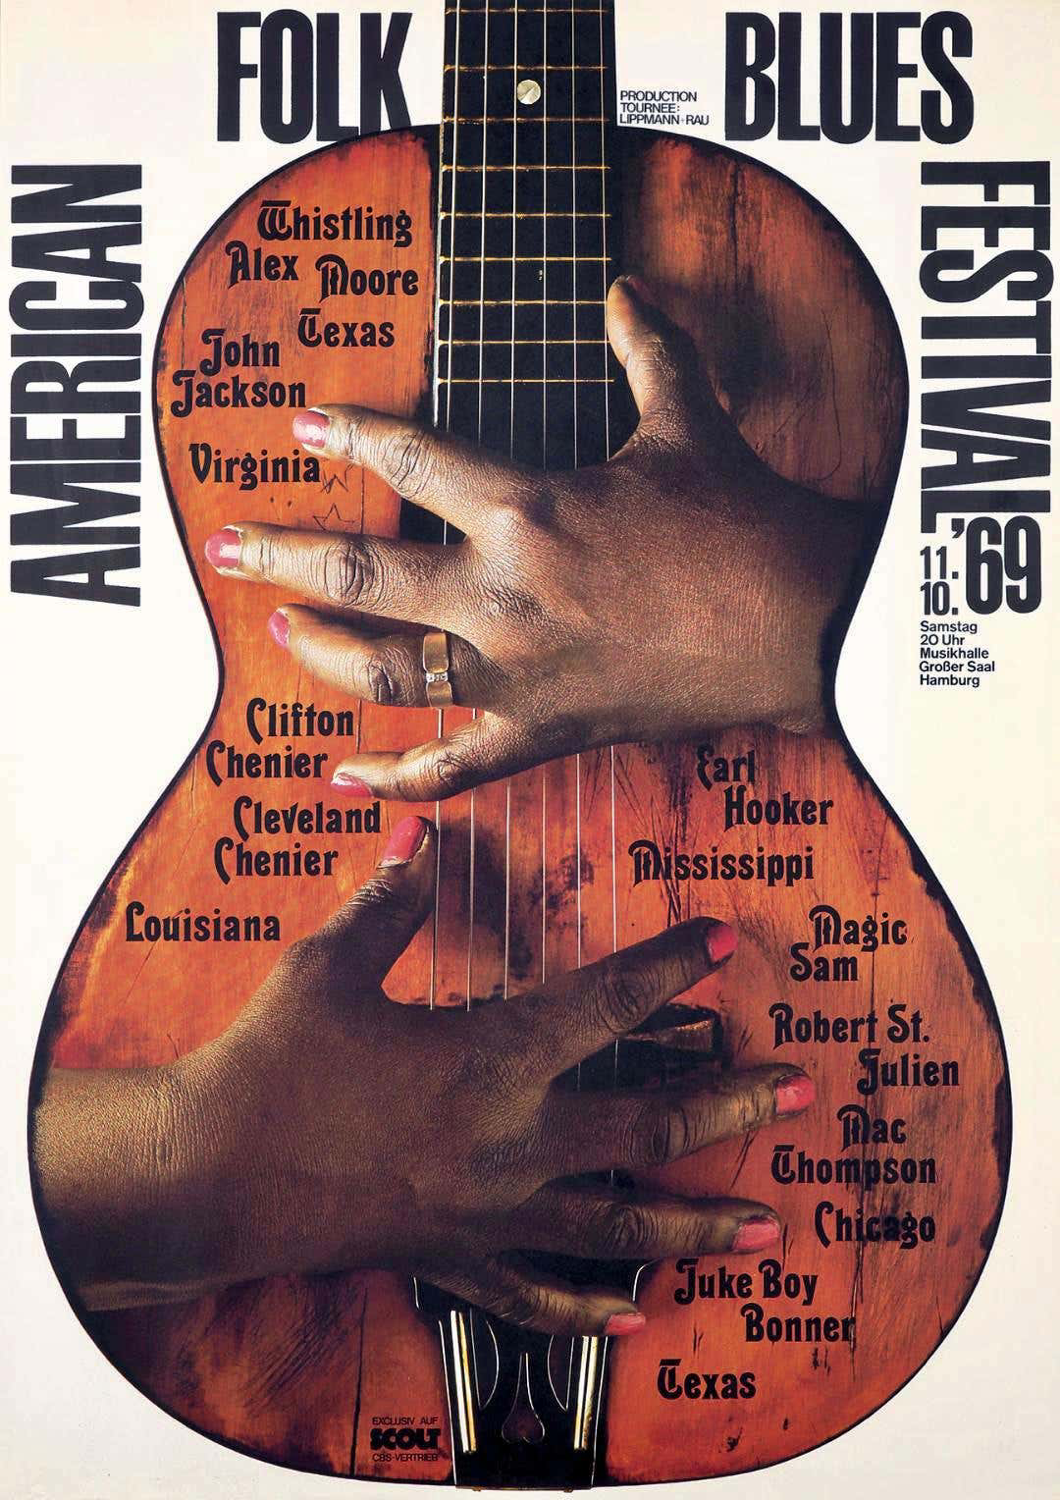 AMERICAN
FOLK
BLUES
FESTIVAL
'69
PRODUCTION
TOURNEE:
LIPPMANN+RAU
11.
10.
Samstag
20 Uhr
Musikhalle
Großer Saal
Hamburg
Whistling
Alex Moore
Texas
John
Jackson
Virginia
Clifton
Chenier
Cleveland
Chenier
Louisiana
Earl
Hooker
Mississippi
Magic
Sam
Robert St.
Julien
Mac
Thompson
Chicago
Juke Boy
Bonner
Texas
EXCLUSIV AUF
SCOUT
CBS-VERTRIEB